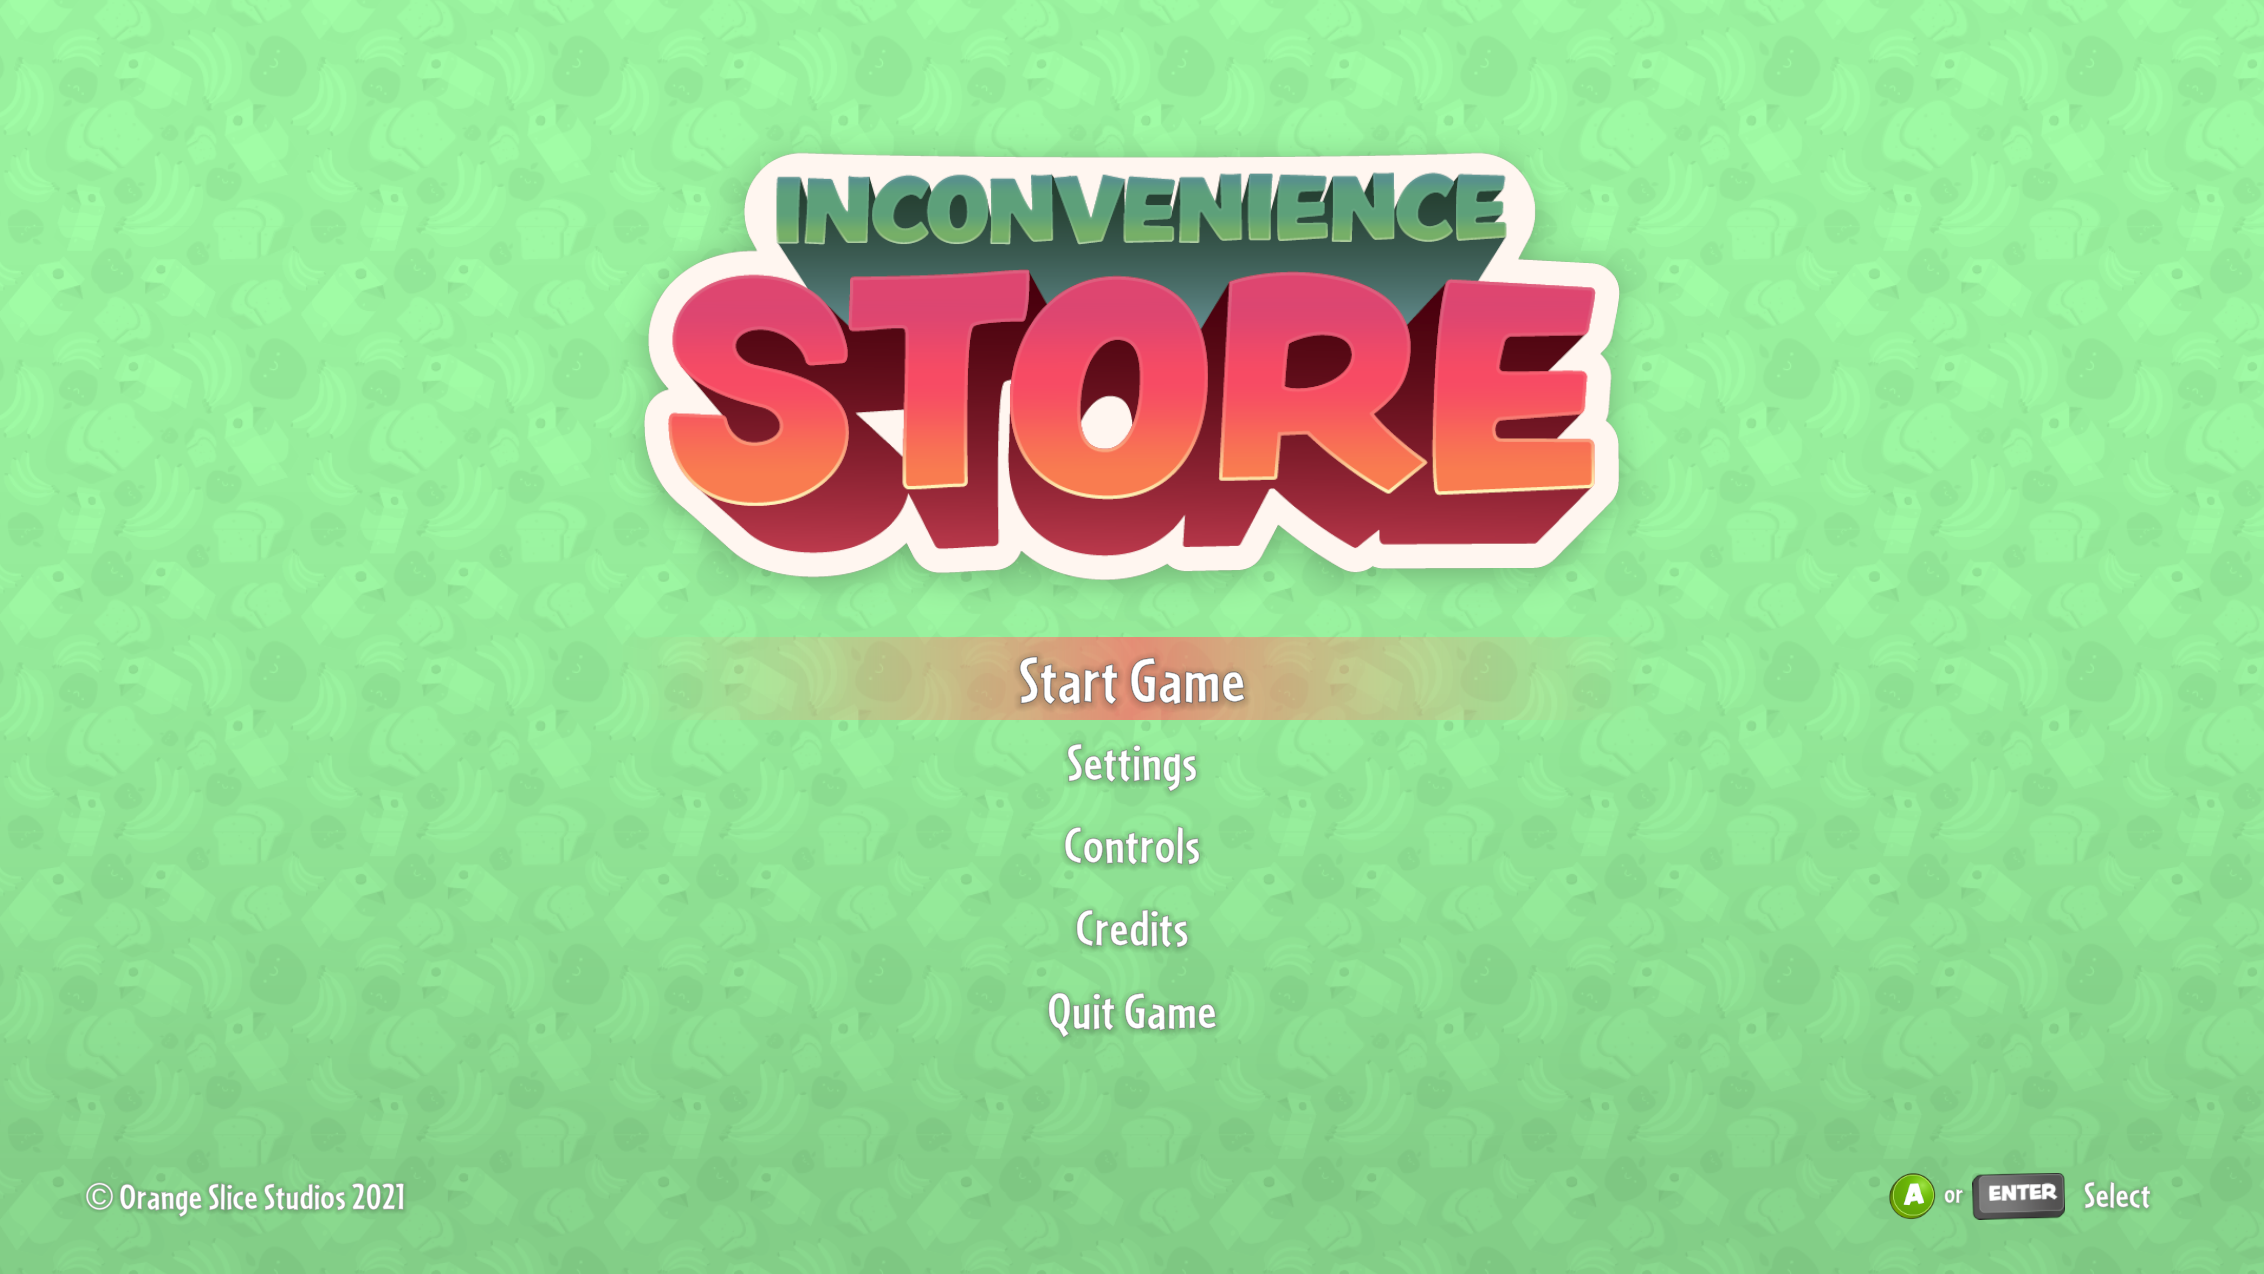 INCONVENIENCE
STORE
Start Game
Settings
Controls
Credits
Quit Game
© Orange Slice Studios 2021
A or ENTER Select